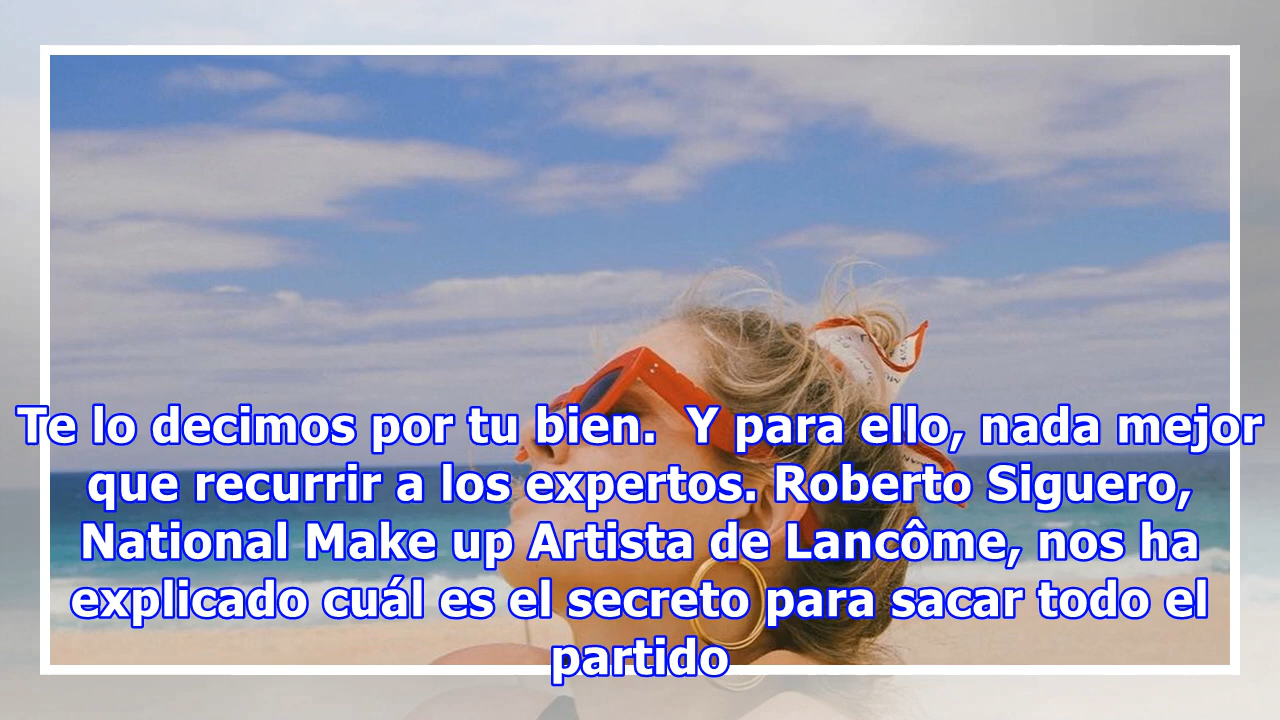 Te lo decimos por tu bien.  Y para ello, nada mejor
que recurrir a los expertos. Roberto Siguero,
National Make up Artista de Lancôme, nos ha
explicado cuál es el secreto para sacar todo el
partido